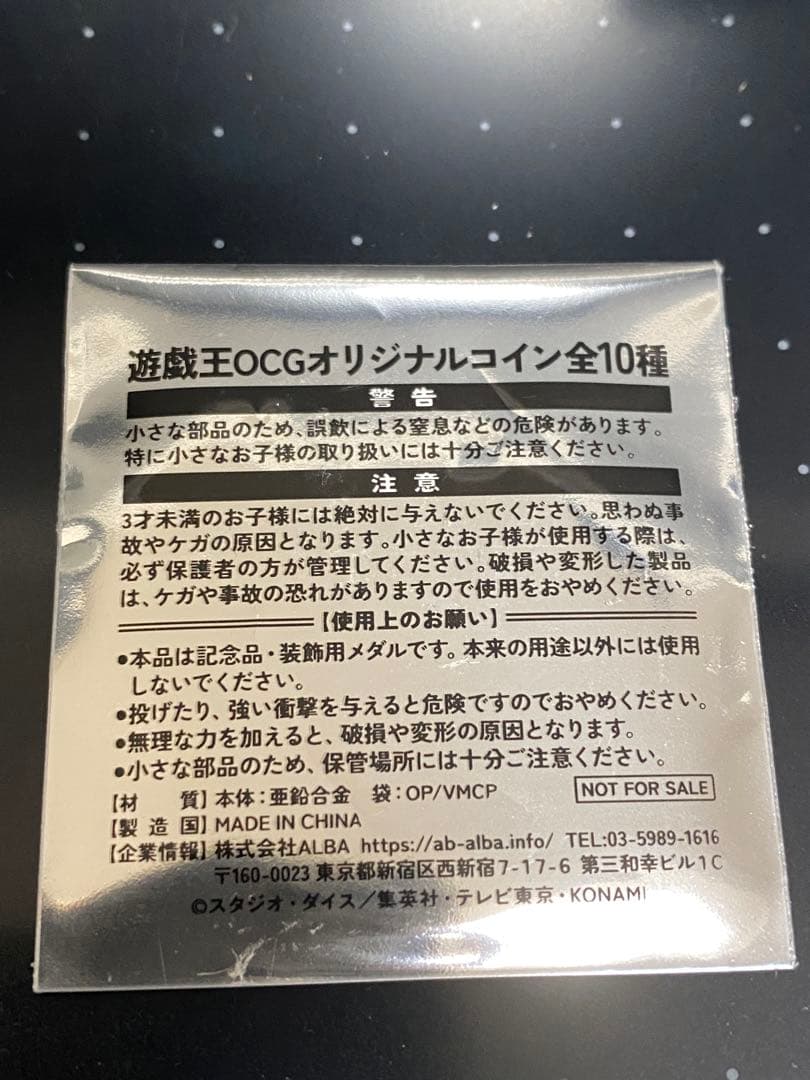 遊戯王OCGオリジナルコイン全10種
警告
小さな部品のため、誤飲による窒息などの危険があります。
特に小さなお子様の取り扱いには十分ご注意ください。
注意
3才未満のお子様には絶対に与えないでください。思わぬ事
故やケガの原因となります。小さなお子様が使用する際は、
必ず保護者の方が管理してください。破損や変形した製品
は、ケガや事故の恐れがありますので使用をおやめください。
【使用上のお願い】
●本品は記念品・装飾用メダルです。本来の用途以外には使用
しないでください。
●投げたり、強い衝撃を与えると危険ですのでおやめください。
●無理な力を加えると、破損や変形の原因となります。
●小さな部品のため、保管場所には十分ご注意ください。
【材 質】本体：亜鉛合金 袋：OP/VMCP NOT FOR SALE
【製造国】MADE IN CHINA
【企業情報】株式会社ALBA https://ab-alba.info/ TEL:03-5989-1616
〒160-0023 東京都新宿区西新宿7-17-6 第三和幸ビル1C
©スタジオ・ダイス／集英社・テレビ東京・KONAMI